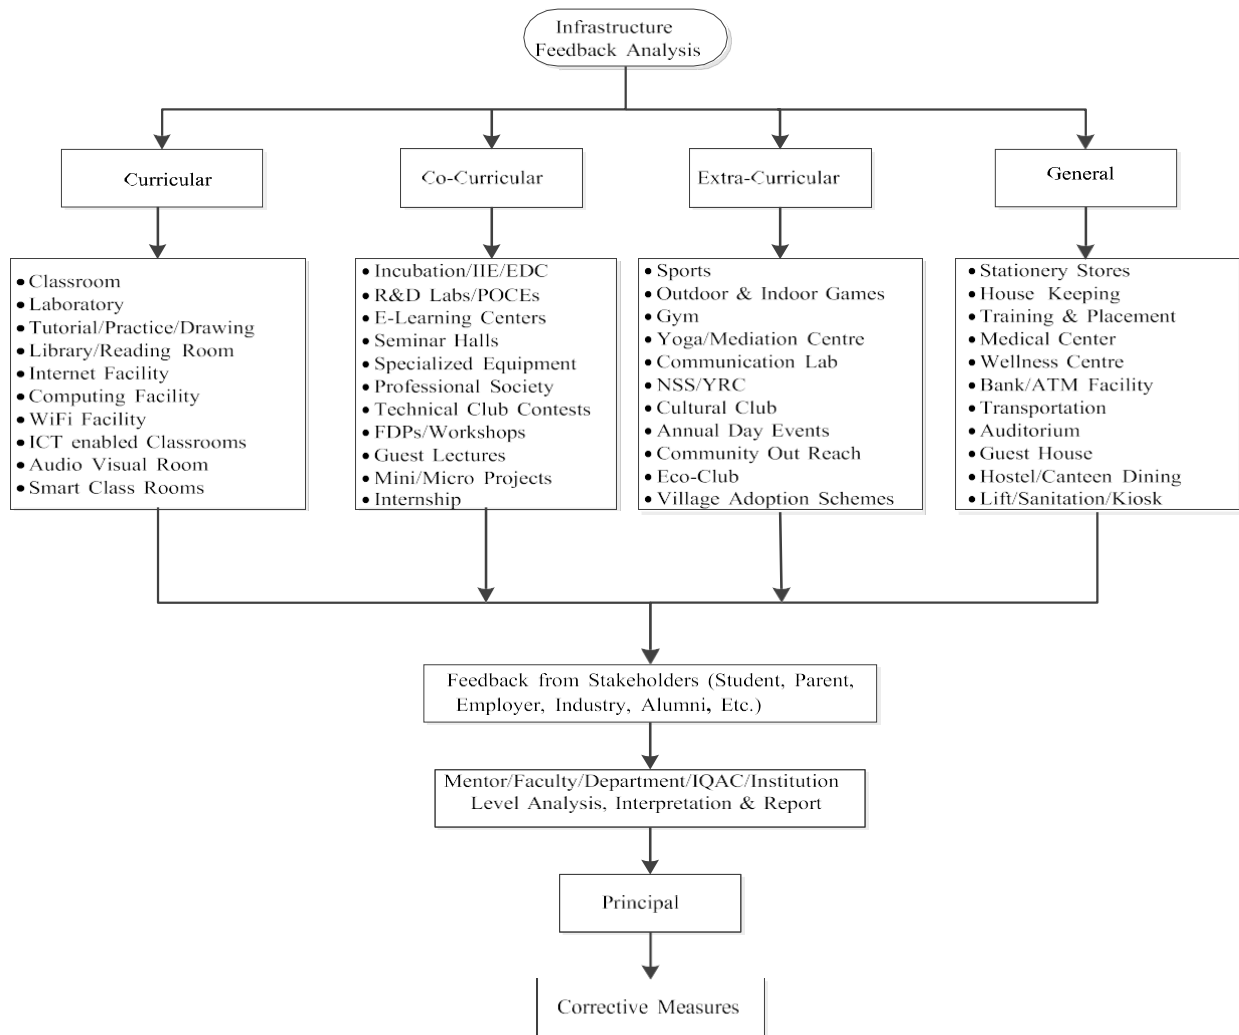 Infrastructure
Feedback Analysis
Curricular
Co-Curricular
Extra-Curricular
General
• Classroom
• Laboratory
• Tutorial/Practice/Drawing
• Library/Reading Room
• Internet Facility
• Computing Facility
• WiFi Facility
• ICT enabled Classrooms
• Audio Visual Room
• Smart Class Rooms
• Incubation/IIE/EDC
• R&D Labs/POCEs
• E-Learning Centers
• Seminar Halls
• Specialized Equipment
• Professional Society
• Technical Club Contests
• FDPs/Workshops
• Guest Lectures
• Mini/Micro Projects
• Internship
• Sports
• Outdoor & Indoor Games
• Gym
• Yoga/Mediation Centre
• Communication Lab
• NSS/YRC
• Cultural Club
• Annual Day Events
• Community Out Reach
• Eco-Club
• Village Adoption Schemes
• Stationery Stores
• House Keeping
• Training & Placement
• Medical Center
• Wellness Centre
• Bank/ATM Facility
• Transportation
• Auditorium
• Guest House
• Hostel/Canteen Dining
• Lift/Sanitation/Kiosk
Feedback from Stakeholders (Student, Parent,
Employer, Industry, Alumni, Etc.)
Mentor/Faculty/Department/IQAC/Institution
Level Analysis, Interpretation & Report
Principal
Corrective Measures